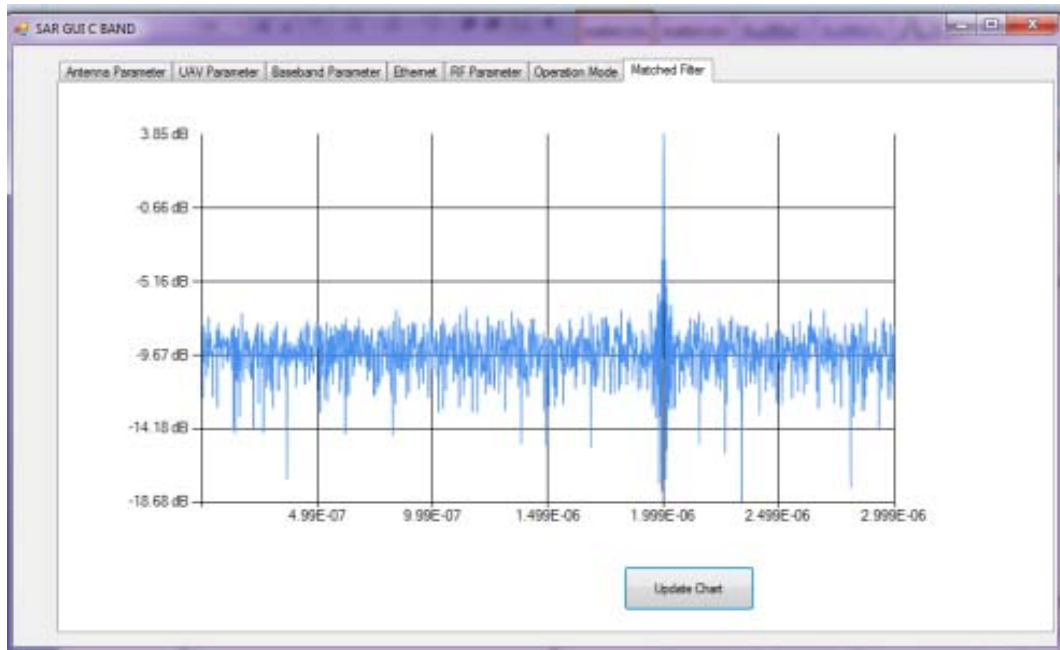 SAR GUI C BAND
Antenna Parameter UAV Parameter Baseband Parameter Ethernet RF Parameter Operation Mode Matched Filter
3.85 dB
-0.66 dB
-5.16 dB
-9.67 dB
-14.18 dB
-18.68 dB
4.99E-07 9.99E-07 1.499E-06 1.999E-06 2.499E-06 2.999E-06
Update Chart